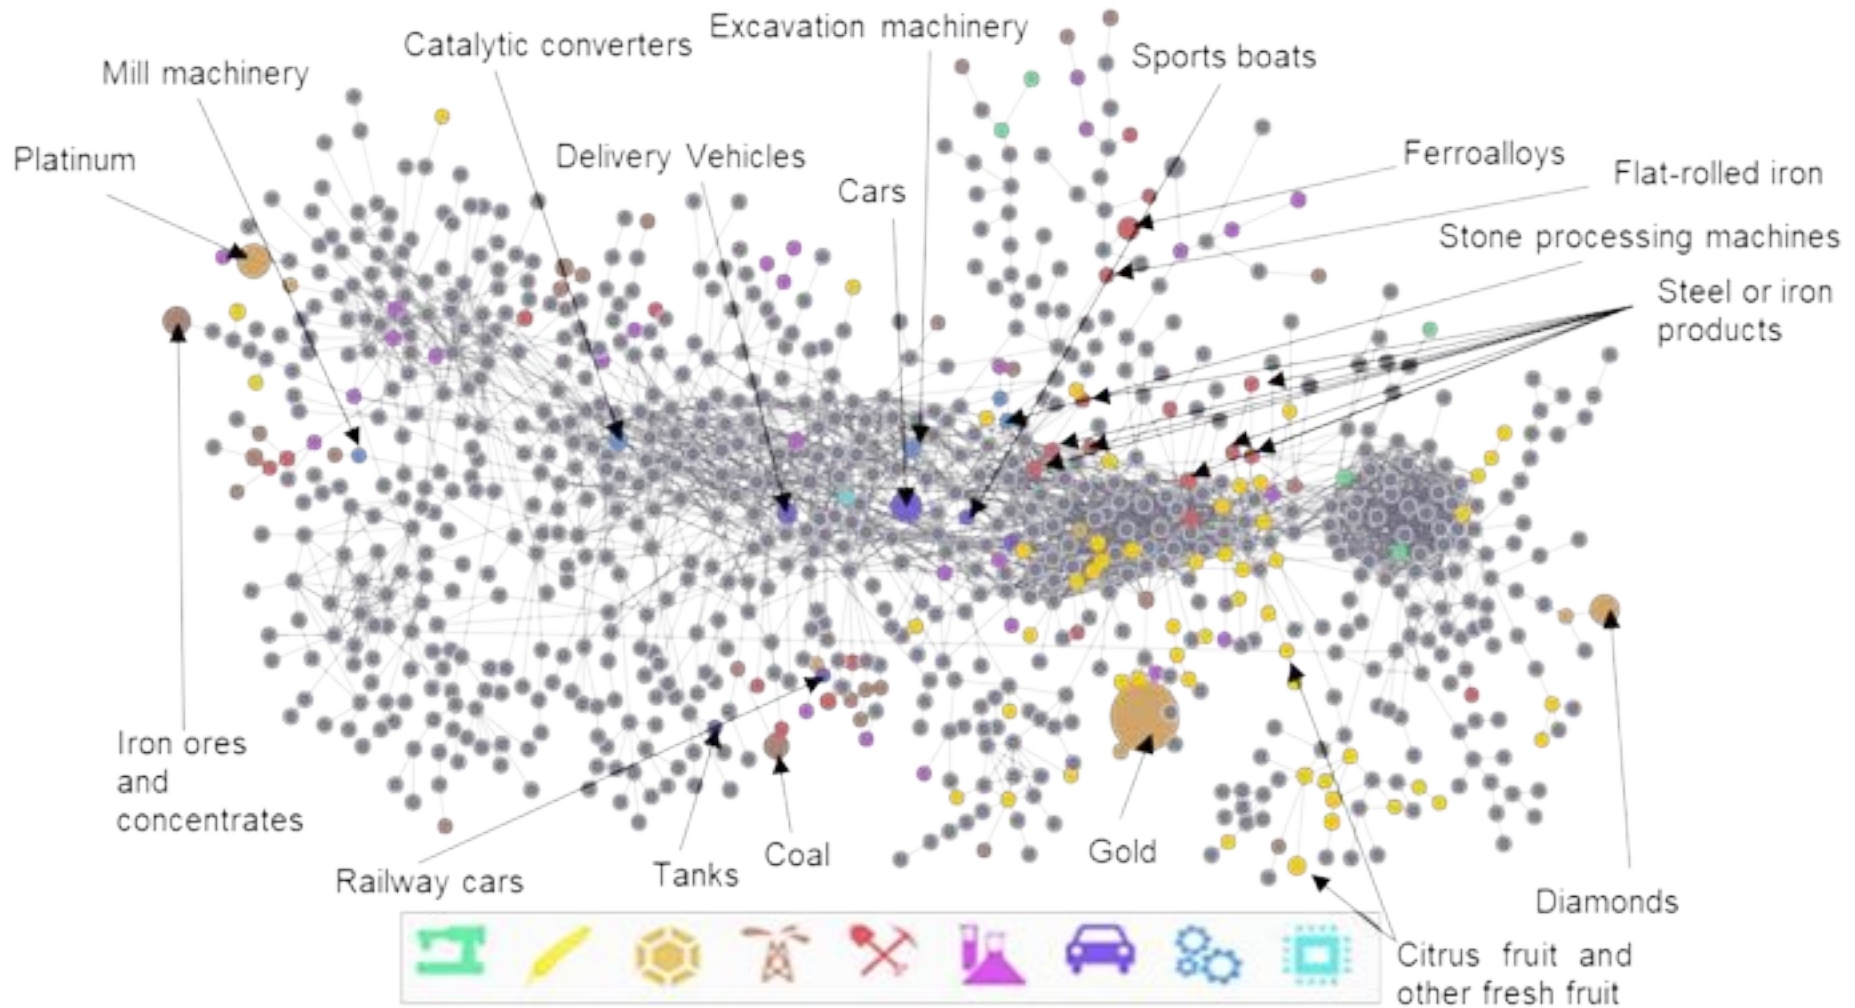 Excavation machinery
Catalytic converters
Sports boats
Mill machinery
Platinum
Delivery Vehicles
Ferroalloys
Flat-rolled iron
Cars
Stone processing machines
Steel or iron
products
Iron ores
and
concentrates
Railway cars
Tanks
Coal
Gold
Diamonds
Citrus fruit and
other fresh fruit